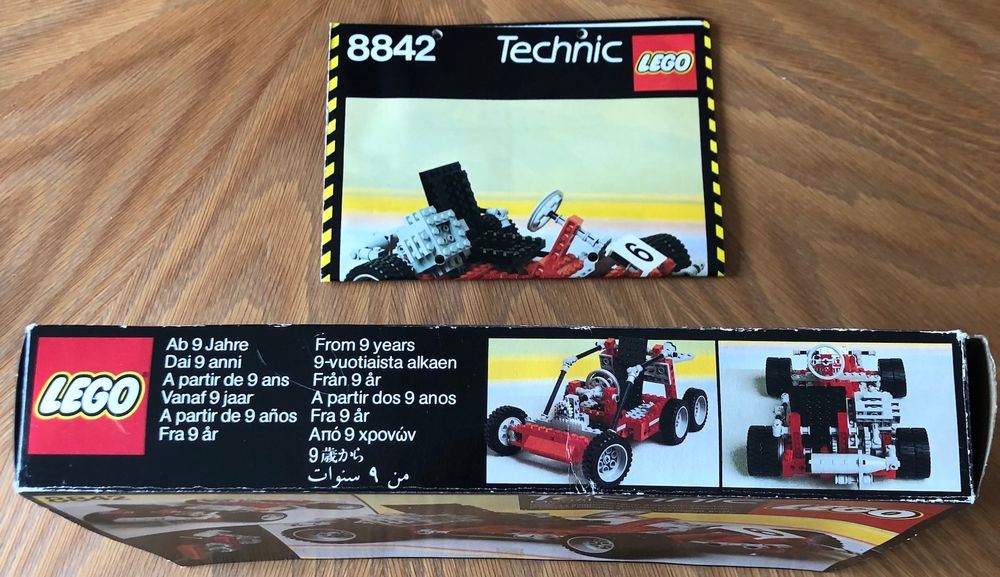 8842 Technic LEGO
6
LEGO
Ab 9 Jahre
Dai 9 anni
A partir de 9 ans
Vanaf 9 jaar
A partir de 9 años
Fra 9 år
From 9 years
9-vuotiaista alkaen
Från 9 år
A partir dos 9 anos
Fra 9 år
Από 9 χρονών
9歳から
من ٩ سنوات
8842